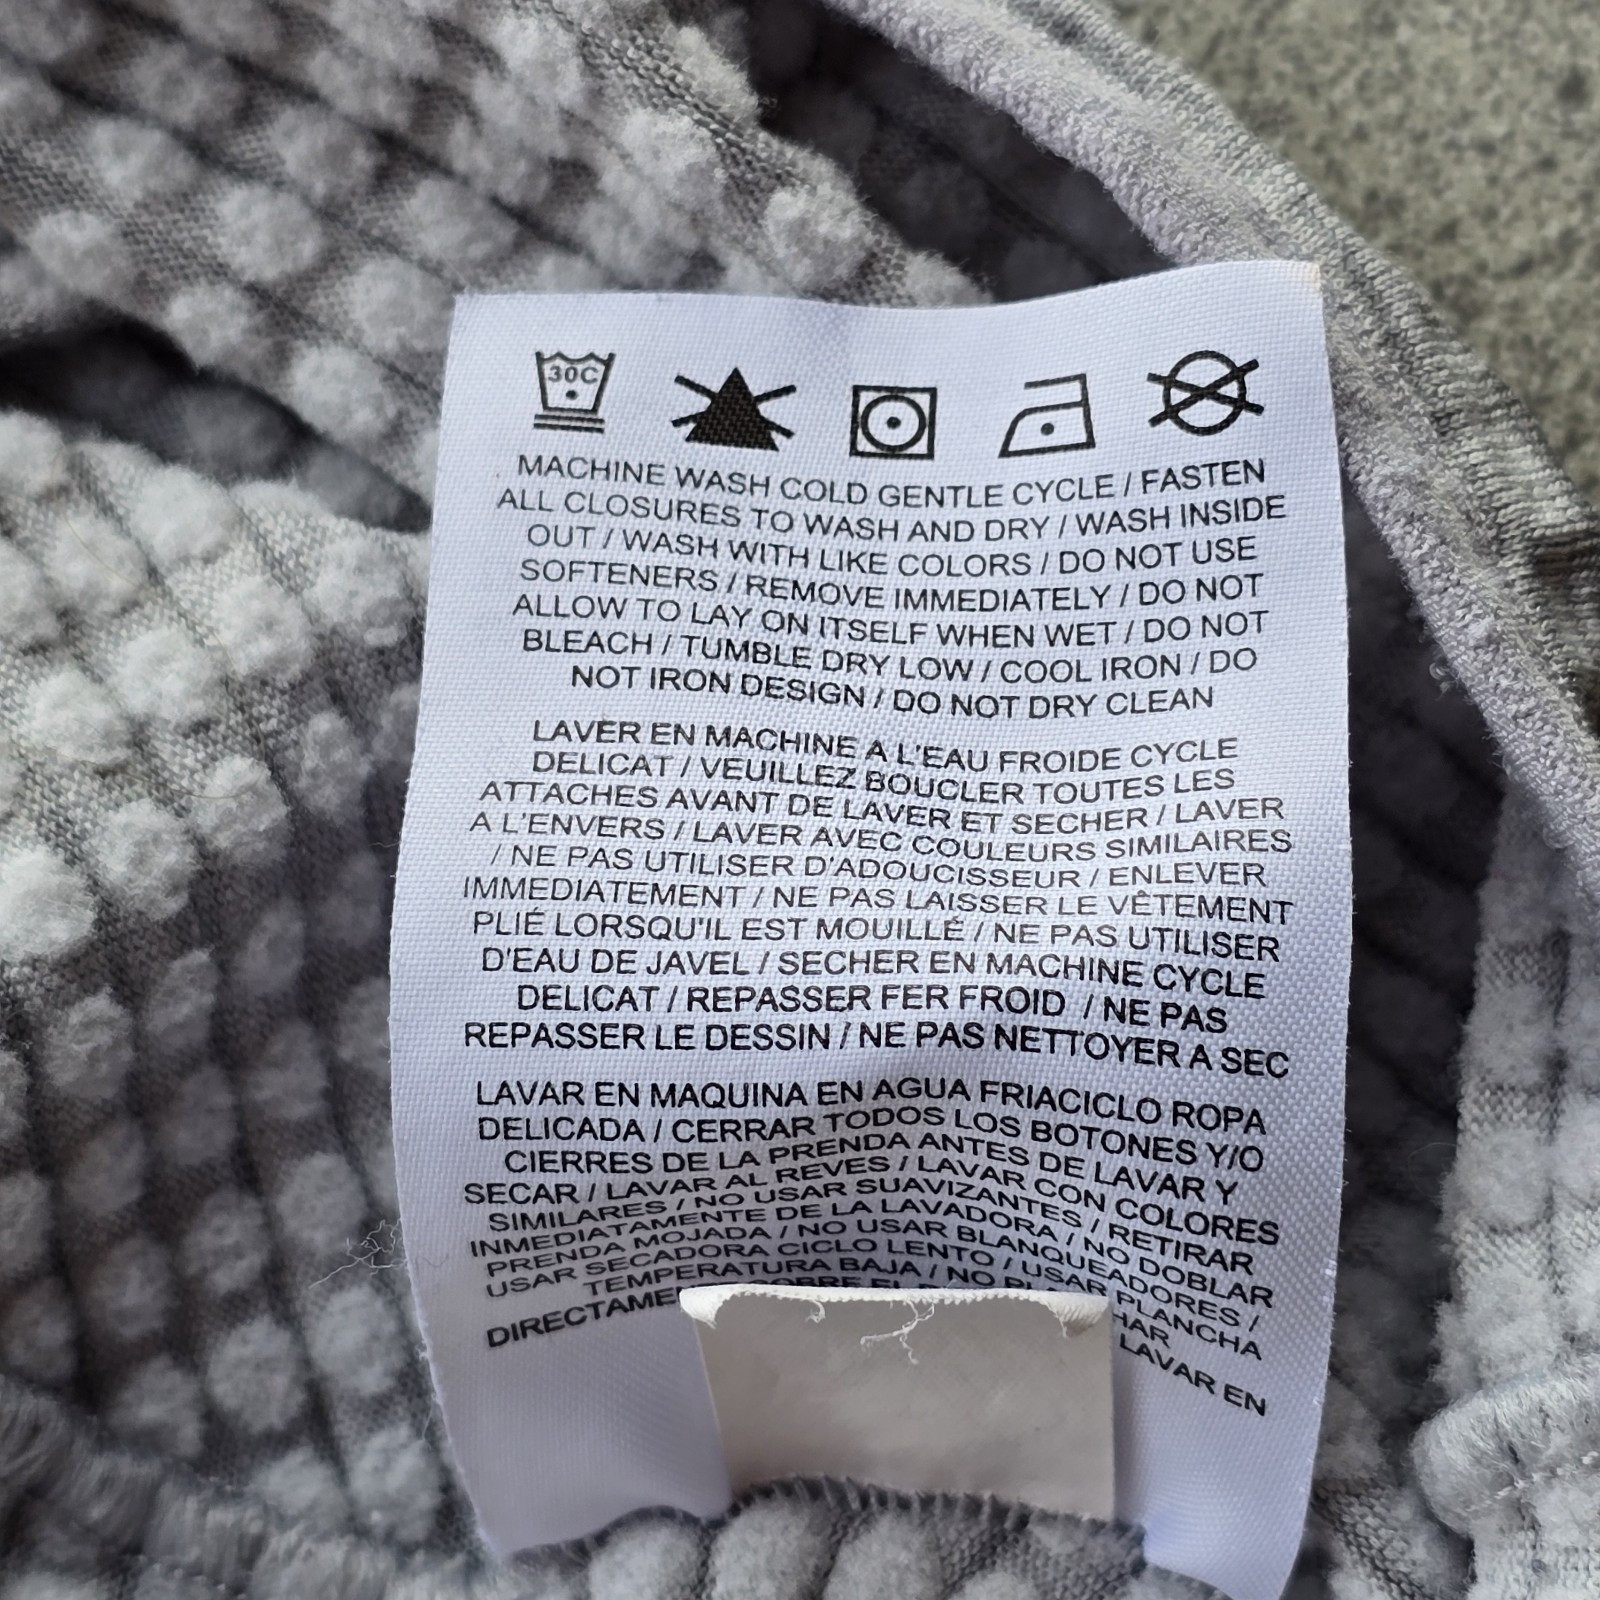 30C
MACHINE WASH COLD GENTLE CYCLE / FASTEN
ALL CLOSURES TO WASH AND DRY / WASH INSIDE
OUT / WASH WITH LIKE COLORS / DO NOT USE
SOFTENERS / REMOVE IMMEDIATELY / DO NOT
ALLOW TO LAY ON ITSELF WHEN WET / DO NOT
BLEACH / TUMBLE DRY LOW / COOL IRON / DO
NOT IRON DESIGN / DO NOT DRY CLEAN
LAVER EN MACHINE A L'EAU FROIDE CYCLE
DELICAT / VEUILLEZ BOUCLER TOUTES LES
ATTACHES AVANT DE LAVER ET SECHER / LAVER
A L'ENVERS / LAVER AVEC COULEURS SIMILAIRES
/ NE PAS UTILISER D'ADOUCISSEUR / ENLEVER
IMMEDIATEMENT / NE PAS LAISSER LE VÊTEMENT
PLIÉ LORSQU'IL EST MOUILLÉ / NE PAS UTILISER
D'EAU DE JAVEL / SECHER EN MACHINE CYCLE
DELICAT / REPASSER FER FROID / NE PAS
REPASSER LE DESSIN / NE PAS NETTOYER A SEC
LAVAR EN MAQUINA EN AGUA FRIACICLO ROPA
DELICADA / CERRAR TODOS LOS BOTONES Y/O
CIERRES DE LA PRENDA ANTES DE LAVAR Y
SECAR / LAVAR AL REVES / LAVAR CON COLORES
SIMILARES / NO USAR SUAVIZANTES / RETIRAR
INMEDIATAMENTE DE LA LAVADORA / NO DOBLAR
PRENDA MOJADA / NO USAR BLANQUEADORES /
USAR SECADORA CICLO LENTO / USAR PLANCHA
TEMPERATURA BAJA / NO
SOBRE EL LAVAR EN